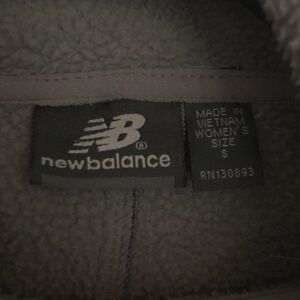 NB®
newbalance
MADE IN
VIETNAM
WOMEN'S
SIZE
S
RN130893